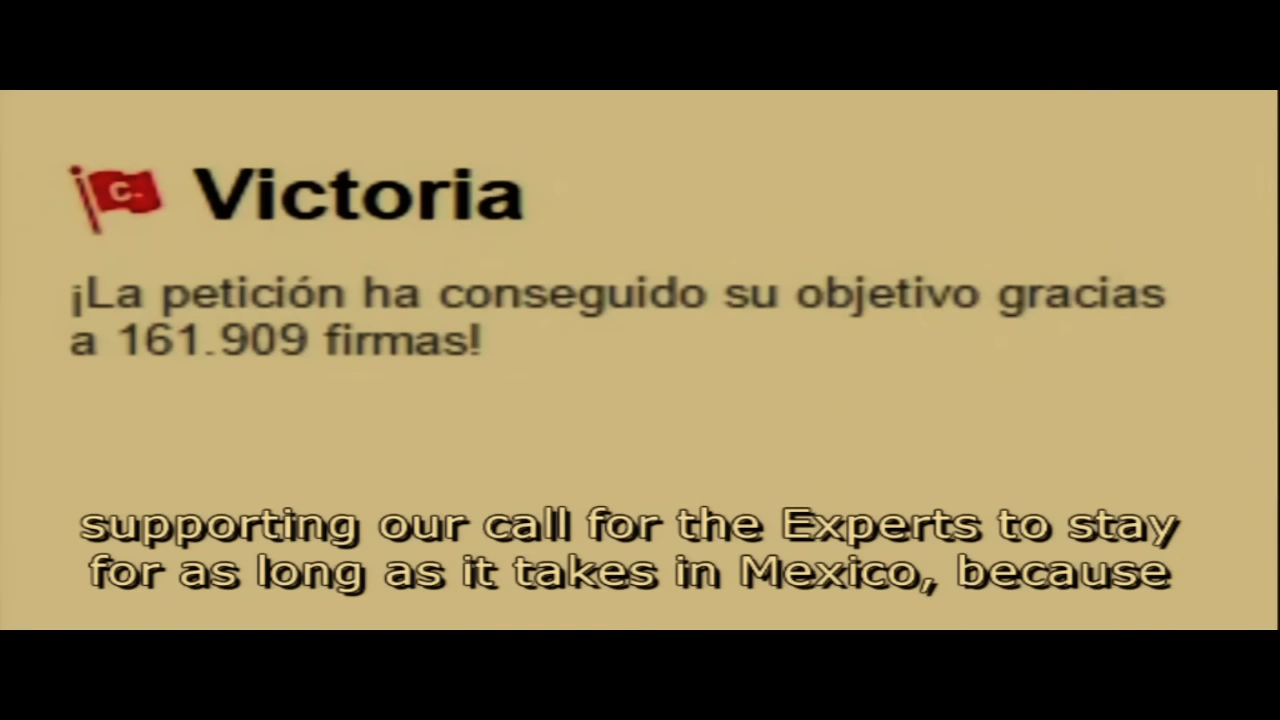 C.
Victoria
¡La petición ha conseguido su objetivo gracias
a 161.909 firmas!
supporting our call for the Experts to stay
for as long as it takes in Mexico, because